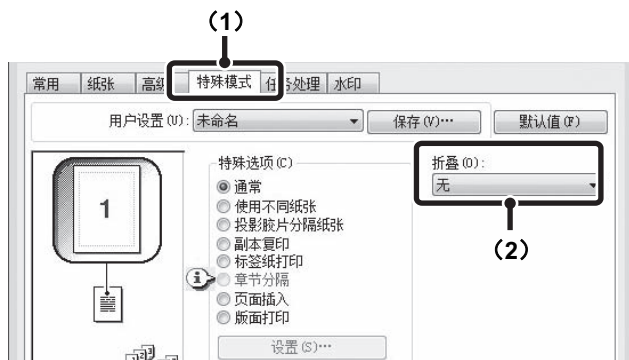 (1)
常用 纸张 高级 特殊模式 任务处理 水印
用户设置(U): 未命名 保存(V)… 默认值(F)
特殊选项(C)
通常
使用不同纸张
投影胶片分隔纸张
副本复印
标签纸打印
章节分隔
页面插入
版面打印
设置(S)…
折叠(O):
无
(2)
1